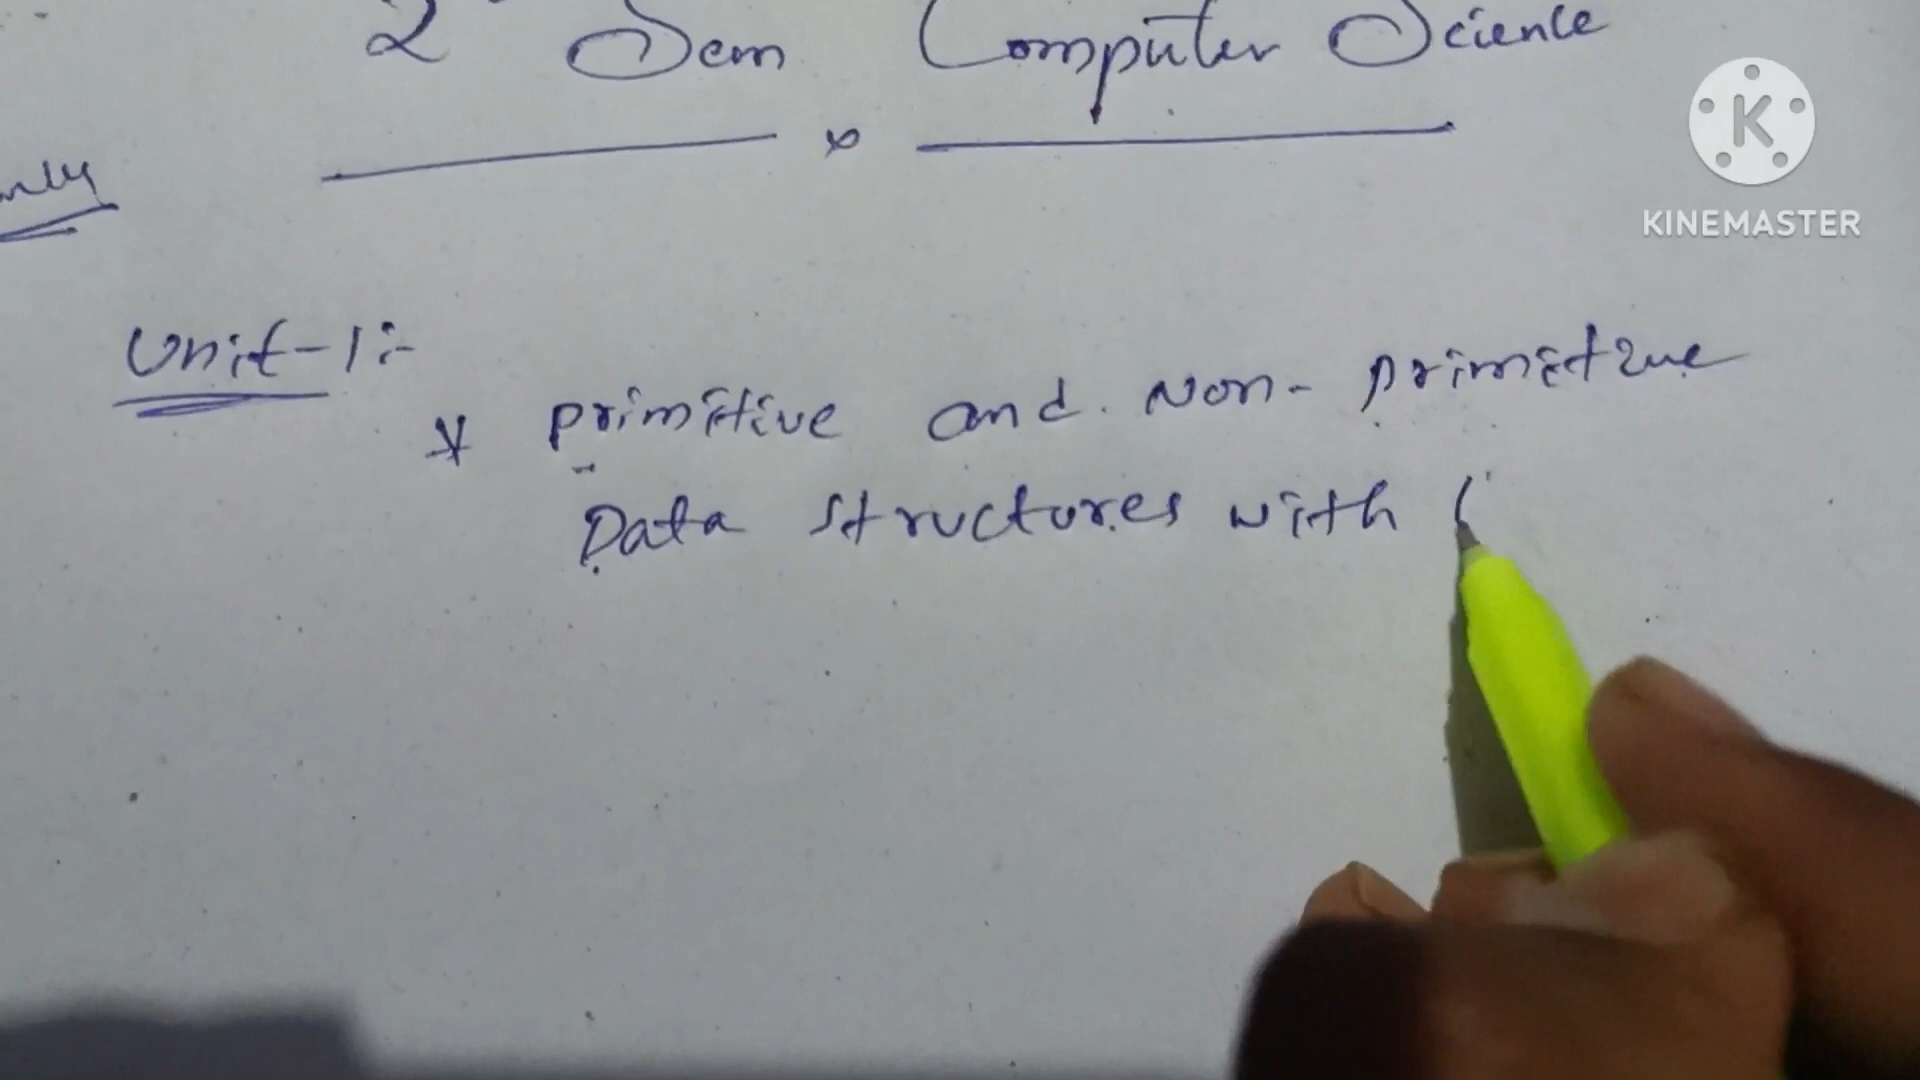 2 Sem Computer Science
x
Unit-1:-
* Primitive and Non-primitive
Data structures with (
KINEMASTER